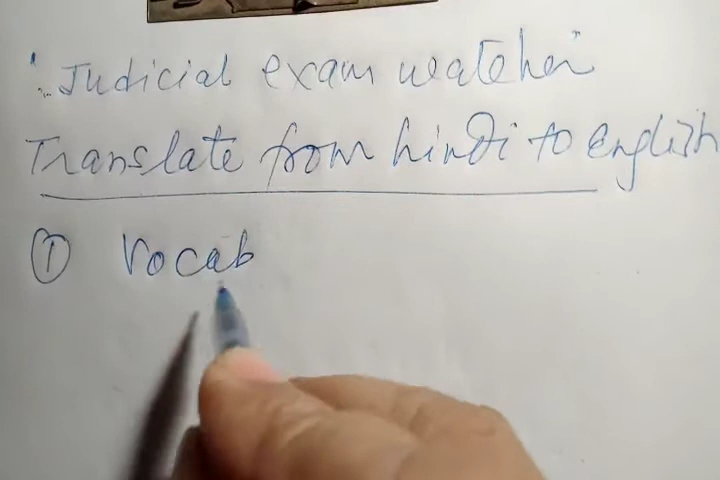 "Judicial exam watcher"
Translate from hindi to english
① Vocab